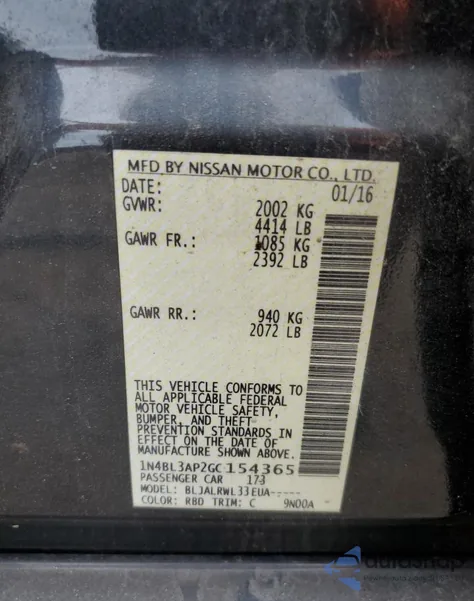 MFD BY NISSAN MOTOR CO., LTD.
DATE: 01/16
GVWR: 2002 KG
4414 LB
GAWR FR.: 1085 KG
2392 LB
GAWR RR.: 940 KG
2072 LB
THIS VEHICLE CONFORMS TO
ALL APPLICABLE FEDERAL
MOTOR VEHICLE SAFETY,
BUMPER, AND THEFT
PREVENTION STANDARDS IN
EFFECT ON THE DATE OF
MANUFACTURE SHOWN ABOVE.
1N4BL3AP2GC154365
PASSENGER CAR 173
MODEL: BLJALRWL33EUA-----
COLOR: RBD TRIM: C 9N00A